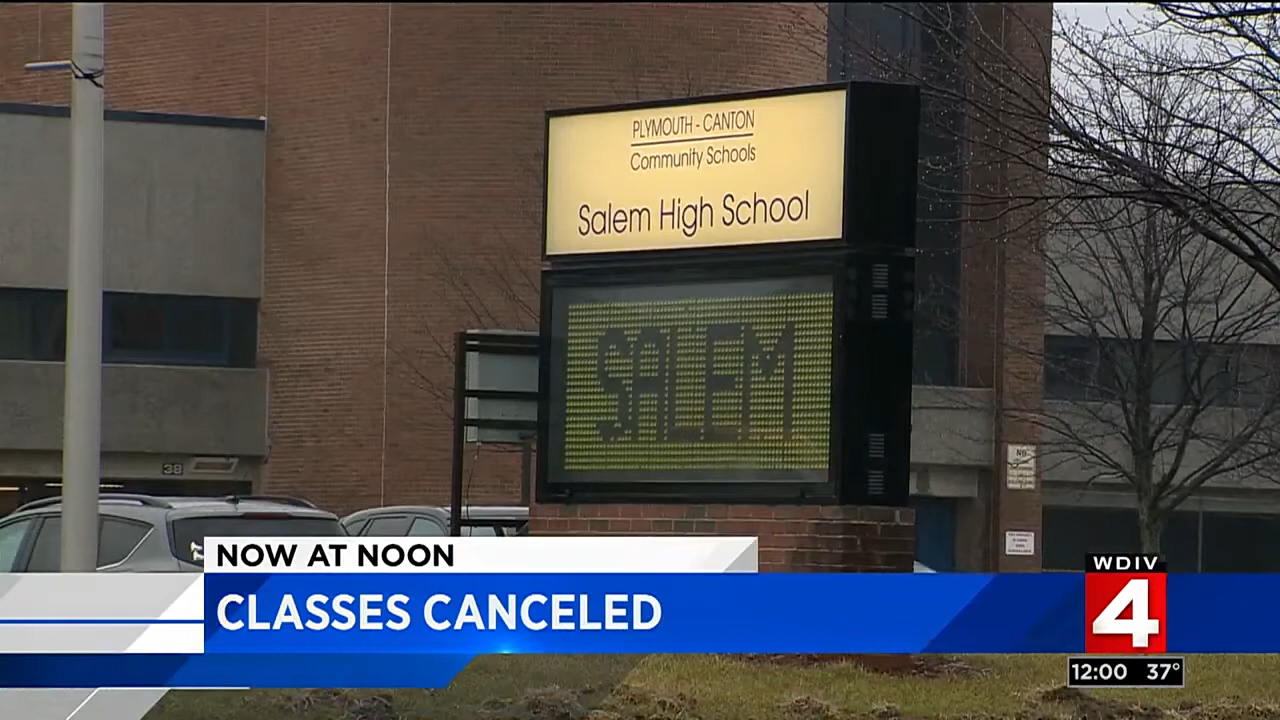 PLYMOUTH - CANTON
Community Schools
Salem High School
SALEM
38
NO
NOW AT NOON
CLASSES CANCELED
WDIV
4
12:00 37°